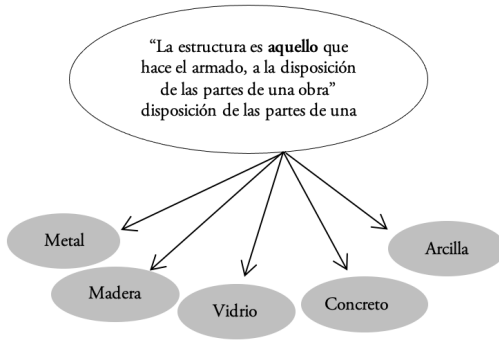 “La estructura es aquello que
hace el armado, a la disposición
de las partes de una obra”
disposición de las partes de una
Metal
Madera
Vidrio
Concreto
Arcilla